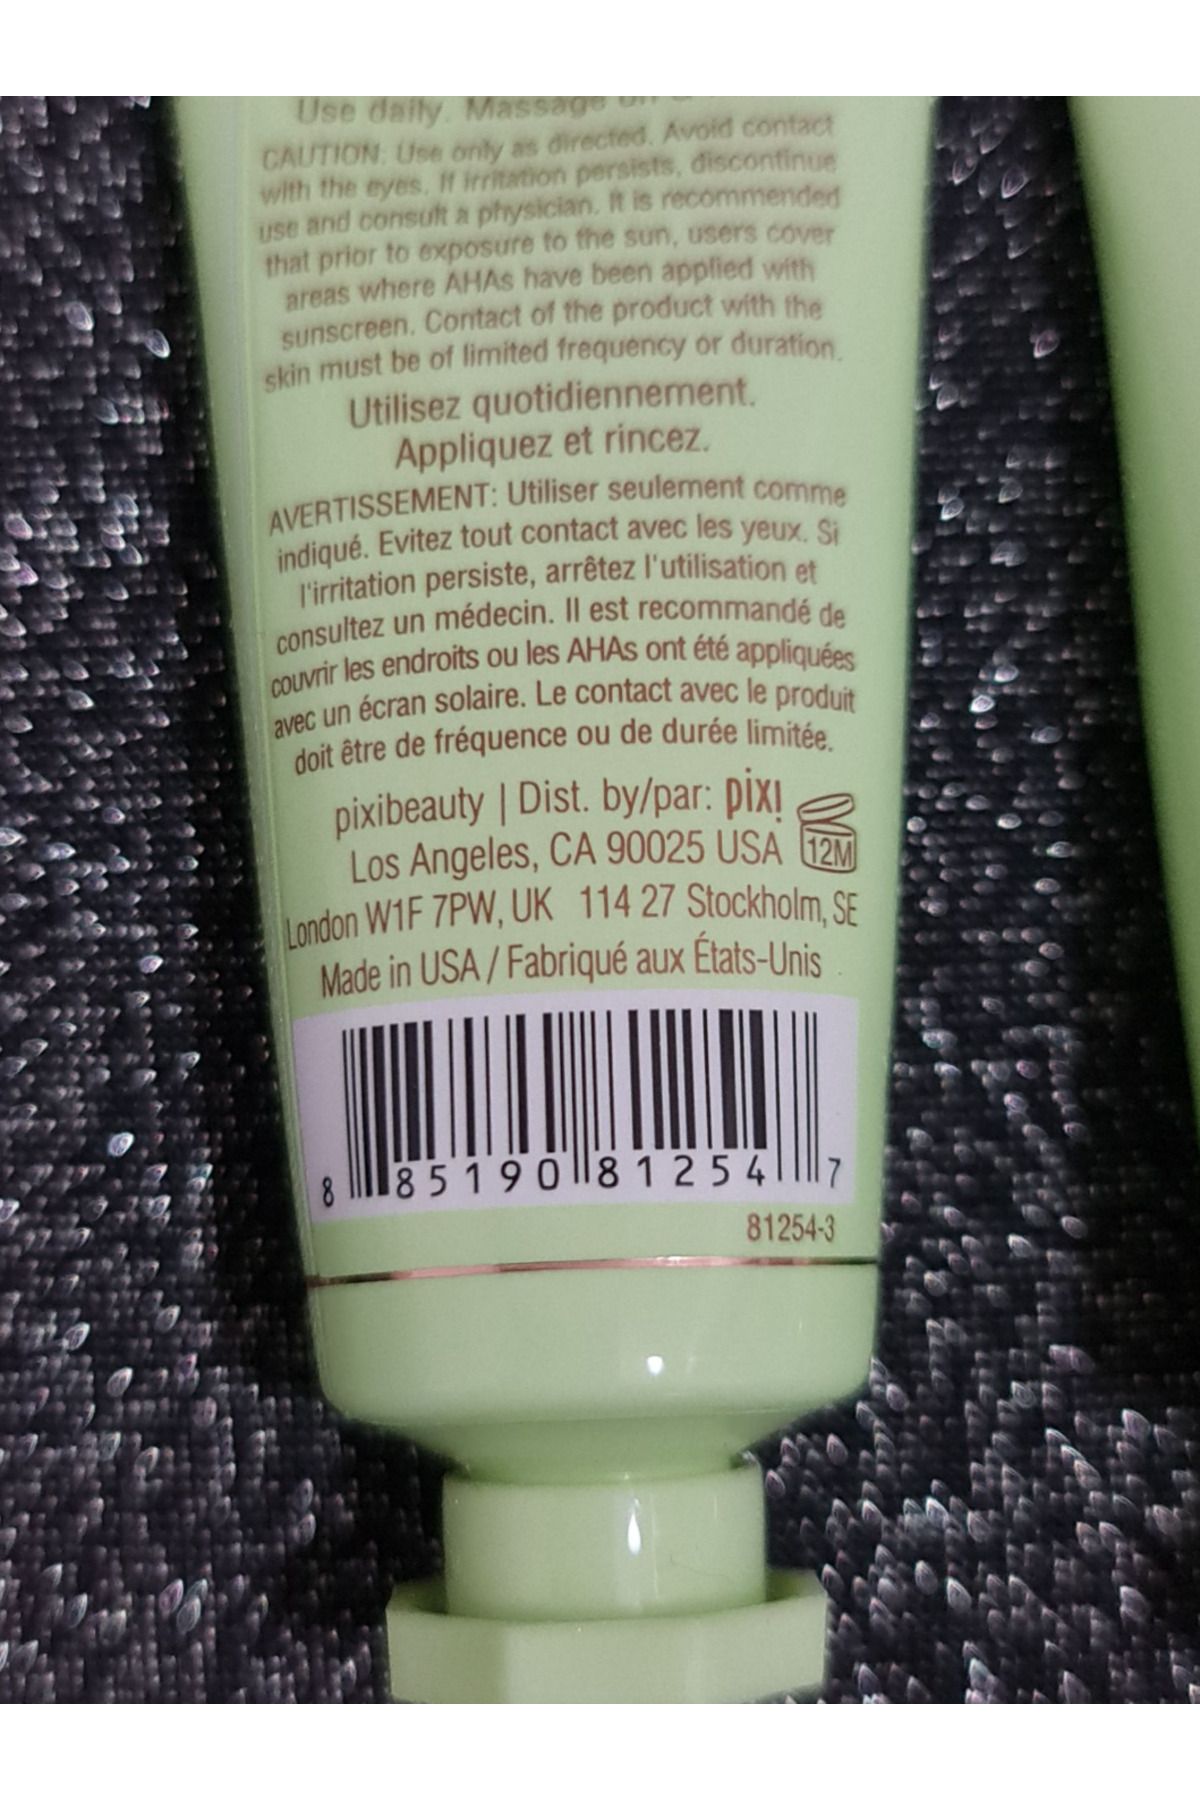 Use daily. Massage on &
CAUTION: Use only as directed. Avoid contact
with the eyes. If irritation persists, discontinue
use and consult a physician. It is recommended
that prior to exposure to the sun, users cover
areas where AHAs have been applied with
sunscreen. Contact of the product with the
skin must be of limited frequency or duration.
Utilisez quotidiennement.
Appliquez et rincez.
AVERTISSEMENT: Utiliser seulement comme
indiqué. Evitez tout contact avec les yeux. Si
l'irritation persiste, arrêtez l'utilisation et
consultez un médecin. Il est recommandé de
couvrir les endroits ou les AHAs ont été appliquées
avec un écran solaire. Le contact avec le produit
doit être de fréquence ou de durée limitée.
pixibeauty | Dist. by/par: pixi
Los Angeles, CA 90025 USA 12M
London W1F 7PW, UK 114 27 Stockholm, SE
Made in USA / Fabriqué aux États-Unis
8 85190 81254 7
81254-3